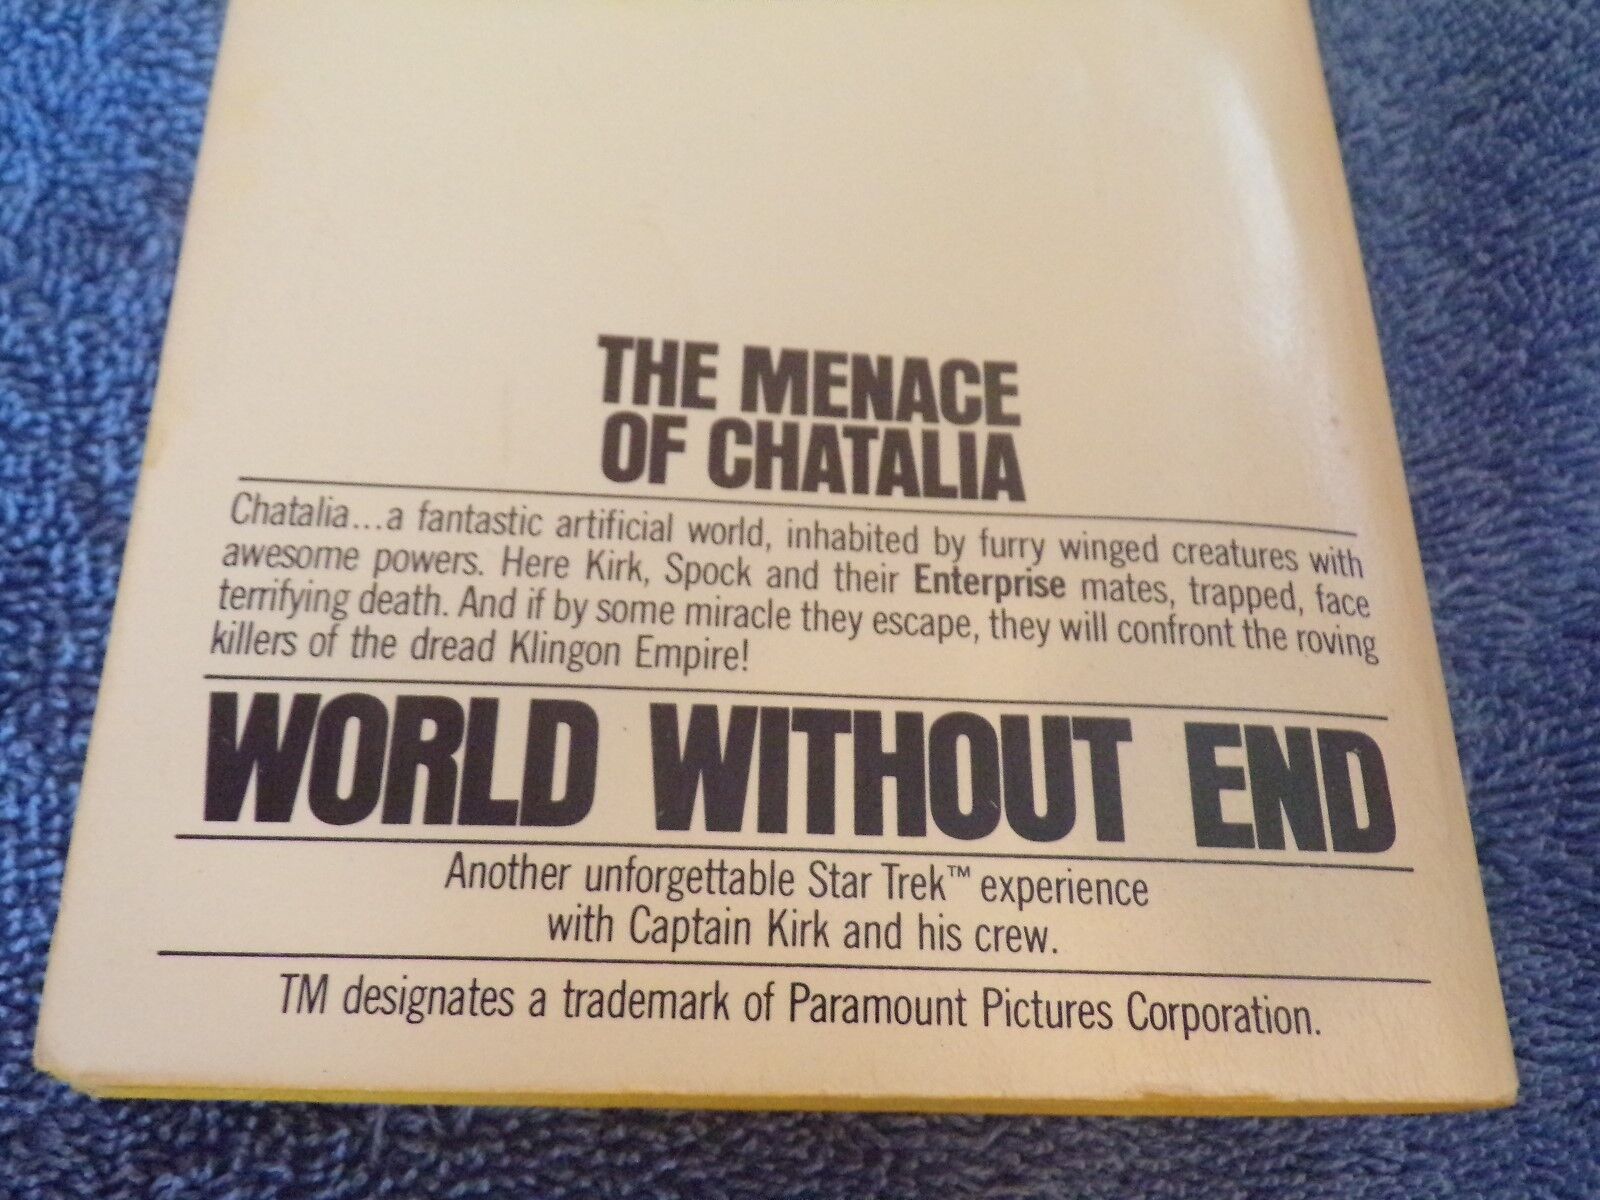 THE MENACE
OF CHATALIA
Chatalia...a fantastic artificial world, inhabited by furry winged creatures with
awesome powers. Here Kirk, Spock and their Enterprise mates, trapped, face
terrifying death. And if by some miracle they escape, they will confront the roving
killers of the dread Klingon Empire!
WORLD WITHOUT END
Another unforgettable Star Trek™ experience
with Captain Kirk and his crew.
TM designates a trademark of Paramount Pictures Corporation.